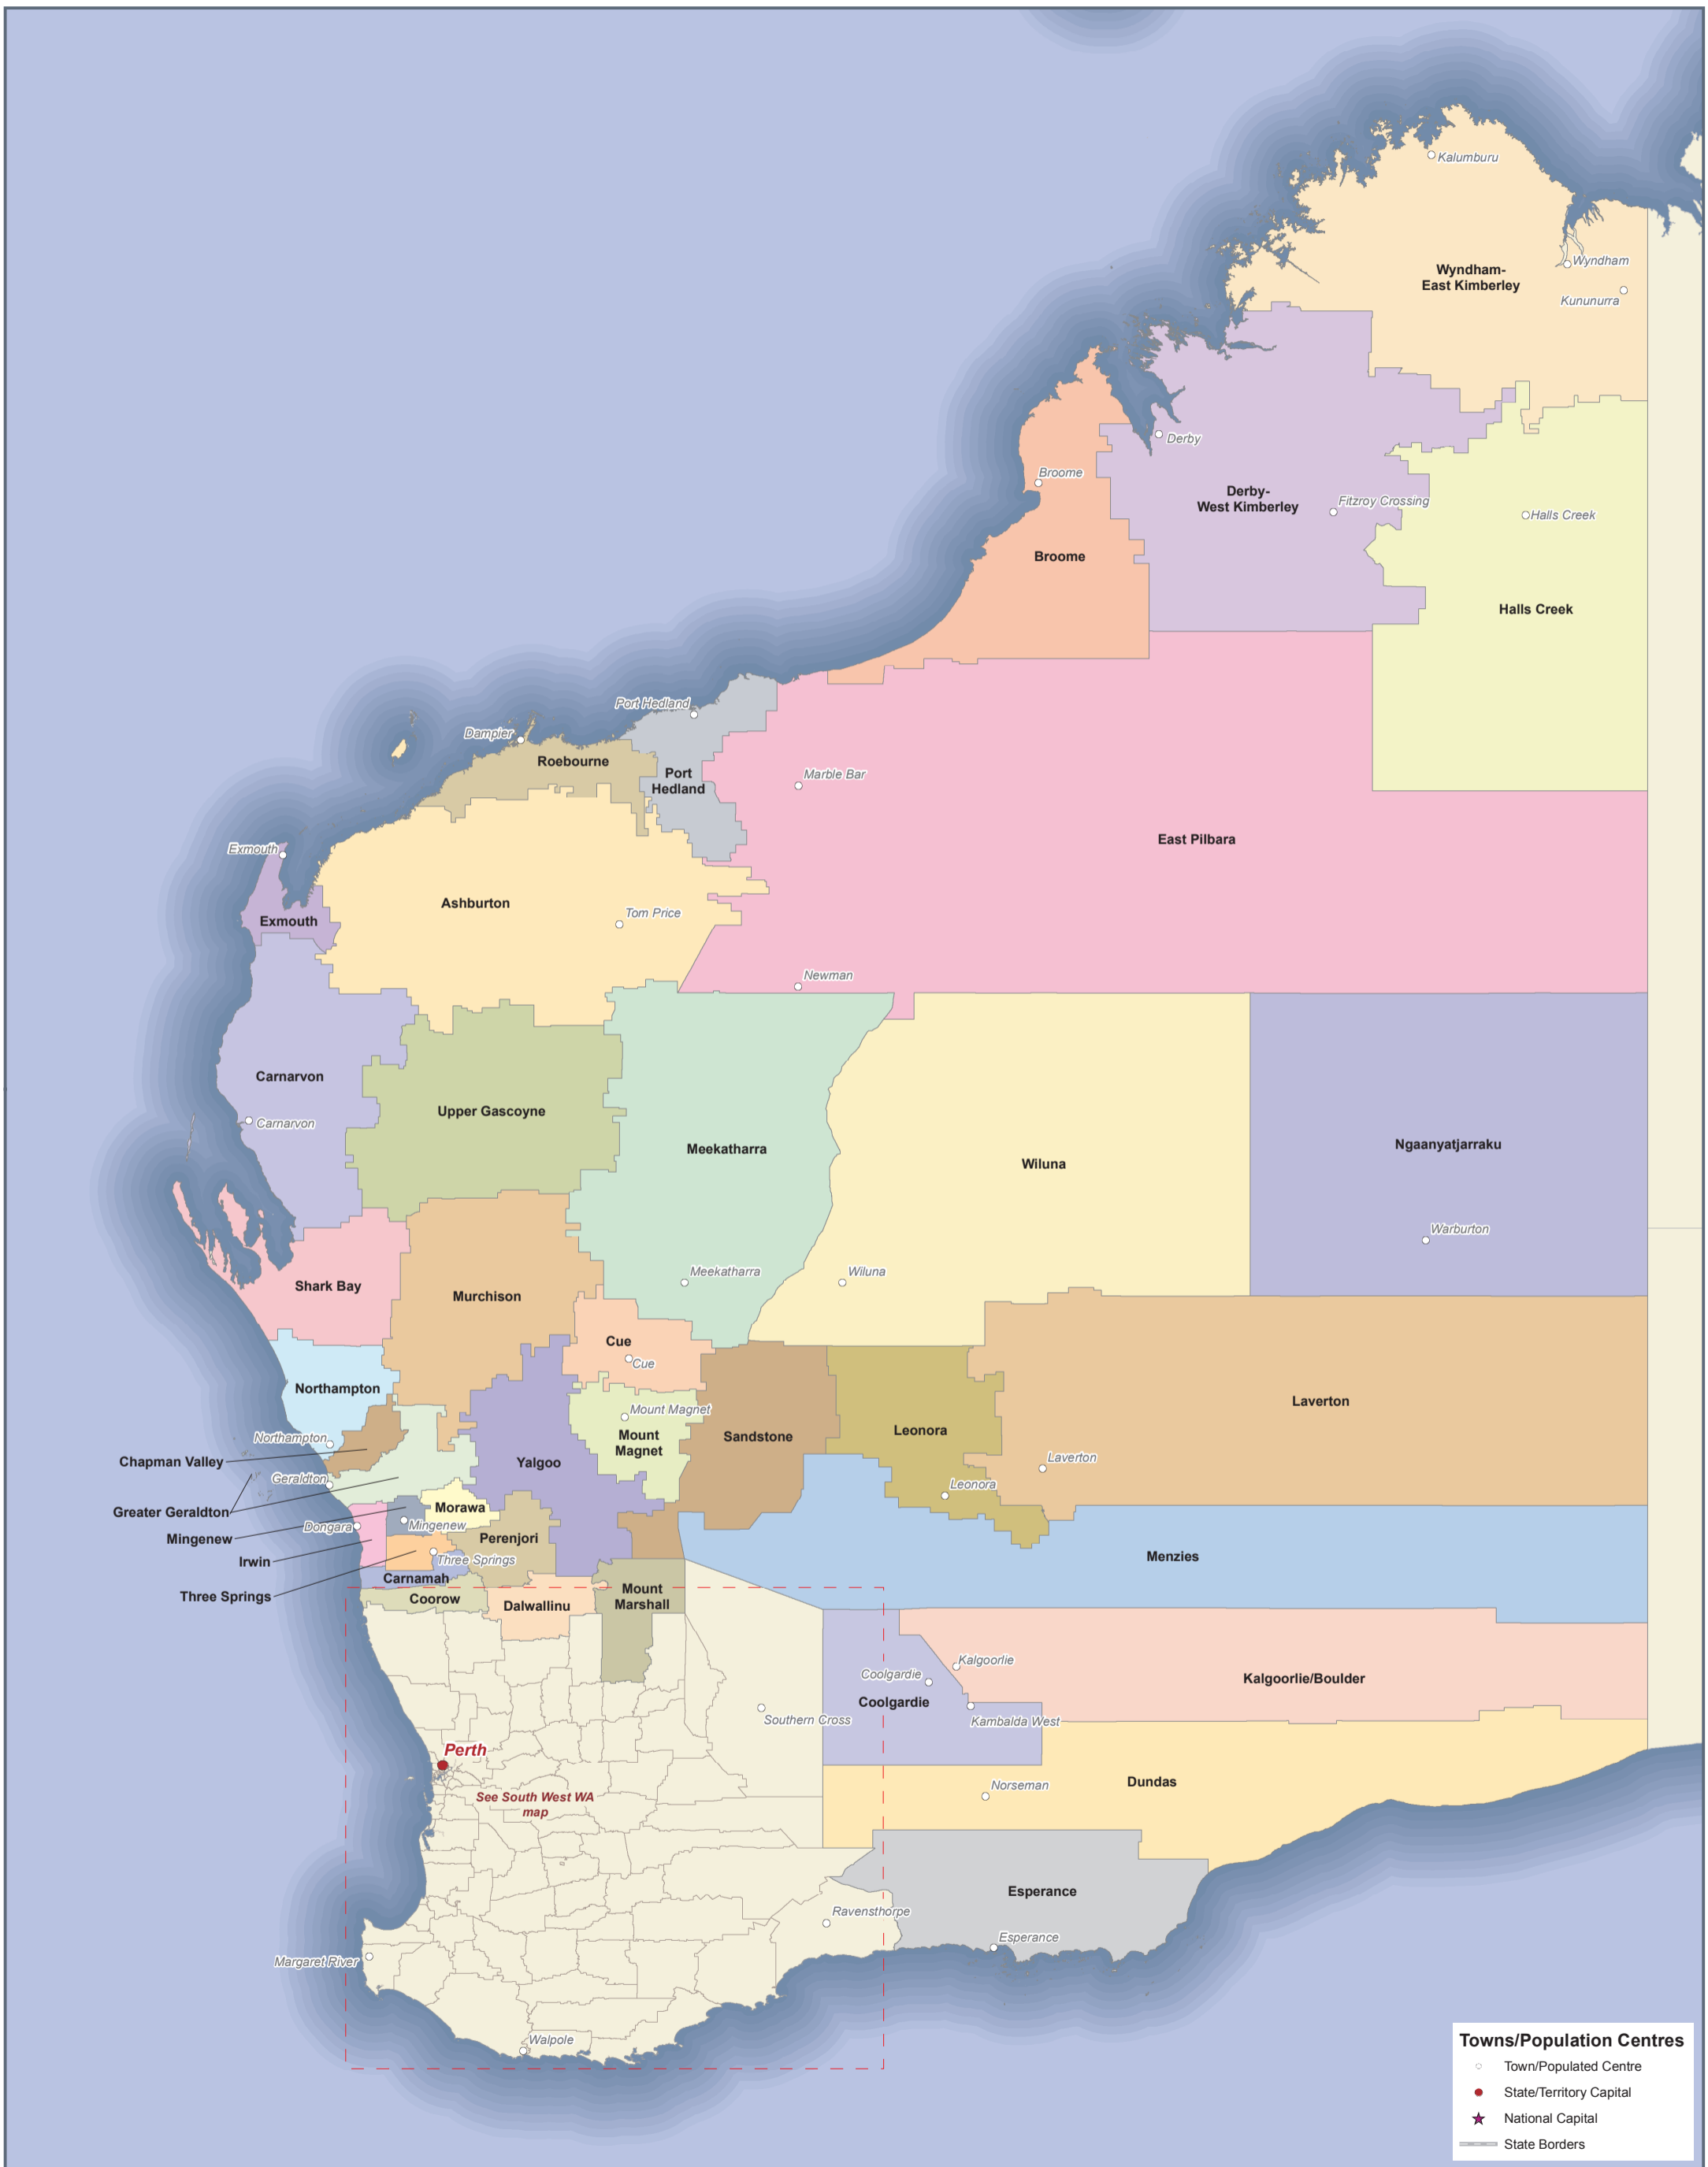 Kalumburu
Wyndham-
East Kimberley
Wyndham
Kununurra
Derby
Broome
Derby-
West Kimberley
Fitzroy Crossing
Halls Creek
Broome
Halls Creek
Port Hedland
Dampier
Roebourne
Port
Hedland
Marble Bar
East Pilbara
Exmouth
Ashburton
Tom Price
Exmouth
Newman
Carnarvon
Upper Gascoyne
Carnarvon
Meekatharra
Wiluna
Ngaanyatjarraku
Warburton
Meekatharra
Wiluna
Shark Bay
Murchison
Cue
Cue
Northampton
Laverton
Mount Magnet
Mount
Magnet
Sandstone
Leonora
Northampton
Chapman Valley
Yalgoo
Laverton
Geraldton
Leonora
Greater Geraldton
Morawa
Mingenew
Dongara
Mingenew
Perenjori
Irwin
Three Springs
Menzies
Carnamah
Three Springs
Coorow
Dalwallinu
Mount
Marshall
Kalgoorlie
Coolgardie
Kalgoorlie/Boulder
Coolgardie
Southern Cross
Kambalda West
Perth
Norseman
Dundas
See South West WA
map
Esperance
Ravensthorpe
Esperance
Margaret River
Walpole
Towns/Population Centres
Town/Populated Centre
State/Territory Capital
National Capital
State Borders